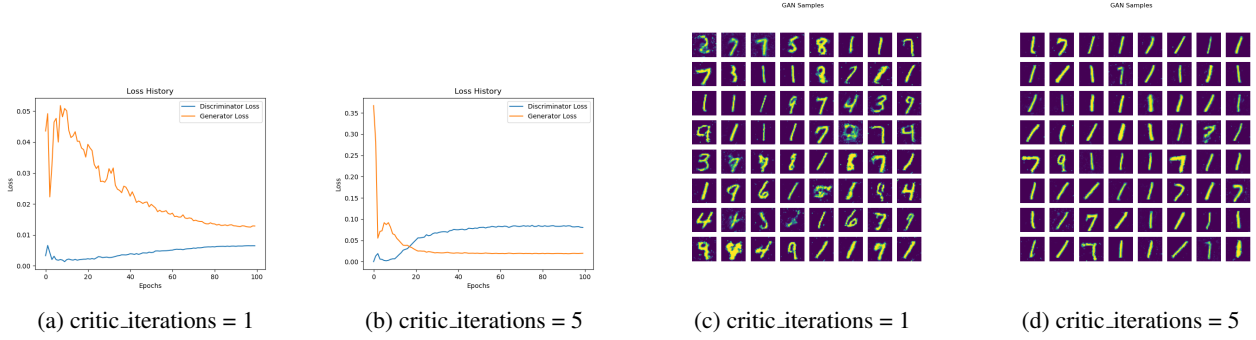 GAN Samples
GAN Samples
Loss History
Discriminator Loss
Generator Loss
0.05
0.04
0.03
0.02
0.01
0.00
Loss
0 20 40 60 80 100
Epochs
Loss History
Discriminator Loss
Generator Loss
0.35
0.30
0.25
0.20
0.15
0.10
0.05
0.00
Loss
0 20 40 60 80 100
Epochs
(a) critic_iterations = 1
(b) critic_iterations = 5
(c) critic_iterations = 1
(d) critic_iterations = 5